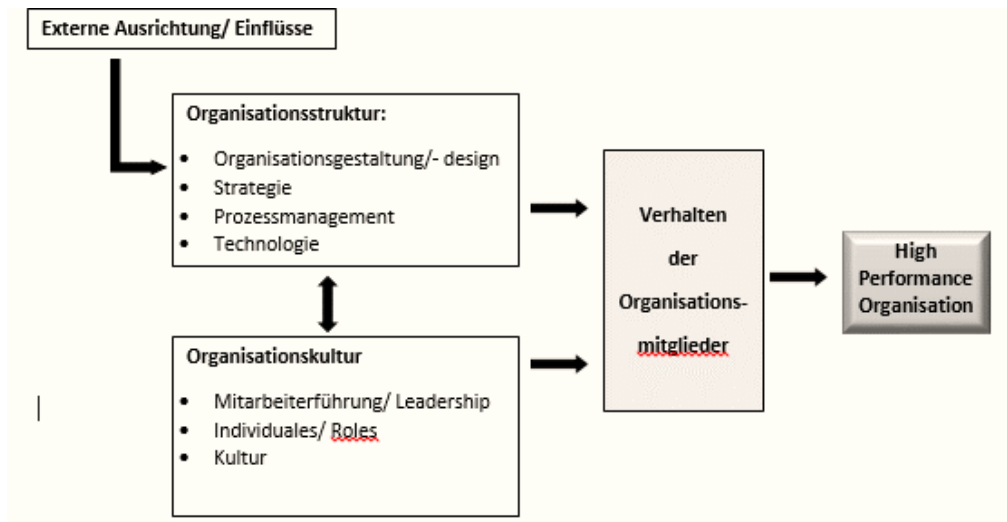 Externe Ausrichtung/ Einflüsse
Organisationsstruktur:
• Organisationsgestaltung/- design
• Strategie
• Prozessmanagement
• Technologie
Organisationskultur
• Mitarbeiterführung/ Leadership
• Individuales/ Roles
• Kultur
Verhalten
der
Organisations-
mitglieder
High
Performance
Organisation